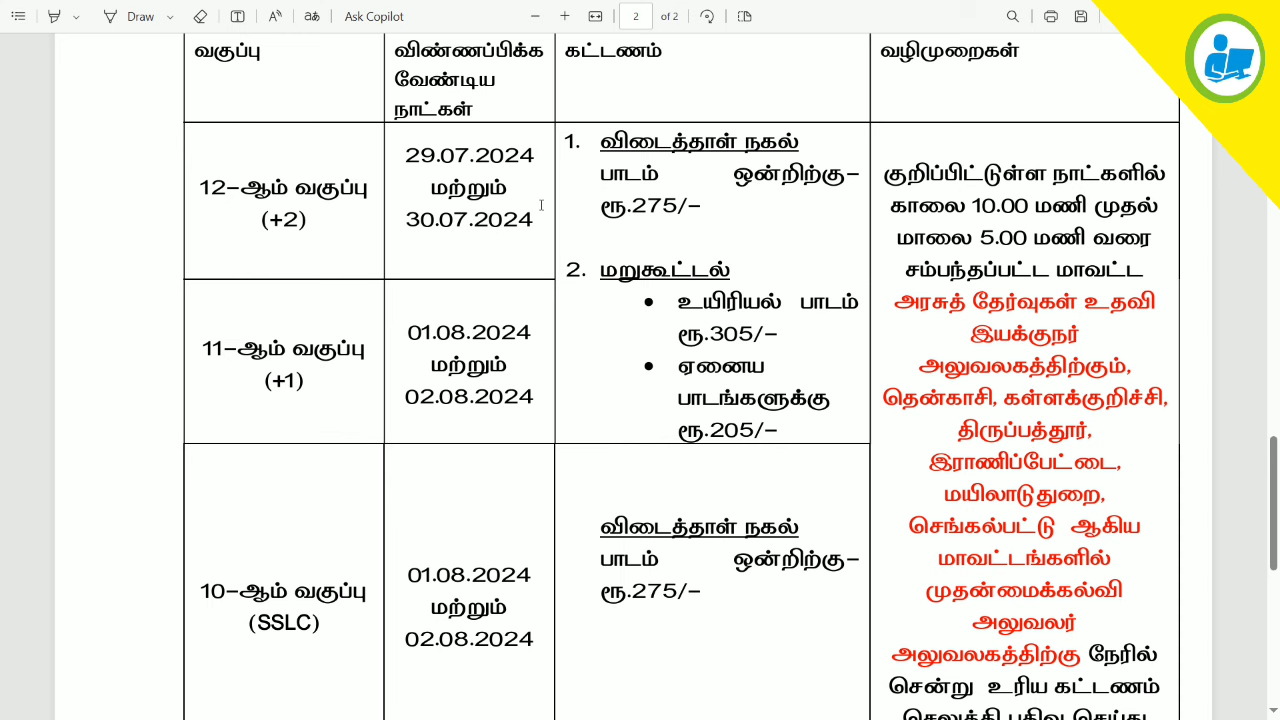 Draw
Ask Copilot
2 of 2
வகுப்பு
விண்ணப்பிக்க
வேண்டிய
நாட்கள்
கட்டணம்
வழிமுறைகள்
12-ஆம் வகுப்பு
(+2)
29.07.2024
மற்றும்
30.07.2024
1. விடைத்தாள் நகல்
பாடம் ஒன்றிற்கு-
ரூ.275/-
2. மறுகூட்டல்
• உயிரியல் பாடம்
ரூ.305/-
• ஏனைய
பாடங்களுக்கு
ரூ.205/-
11-ஆம் வகுப்பு
(+1)
01.08.2024
மற்றும்
02.08.2024
10-ஆம் வகுப்பு
(SSLC)
01.08.2024
மற்றும்
02.08.2024
விடைத்தாள் நகல்
பாடம் ஒன்றிற்கு-
ரூ.275/-
குறிப்பிட்டுள்ள நாட்களில்
காலை 10.00 மணி முதல்
மாலை 5.00 மணி வரை
சம்பந்தப்பட்ட மாவட்ட
அரசுத் தேர்வுகள் உதவி
இயக்குநர்
அலுவலகத்திற்கும்,
தென்காசி, கள்ளக்குறிச்சி,
திருப்பத்தூர்,
இராணிப்பேட்டை,
மயிலாடுதுறை,
செங்கல்பட்டு ஆகிய
மாவட்டங்களில்
முதன்மைக்கல்வி
அலுவலர்
அலுவலகத்திற்கு நேரில்
சென்று உரிய கட்டணம்
செலுத்தி பதிவு செய்து